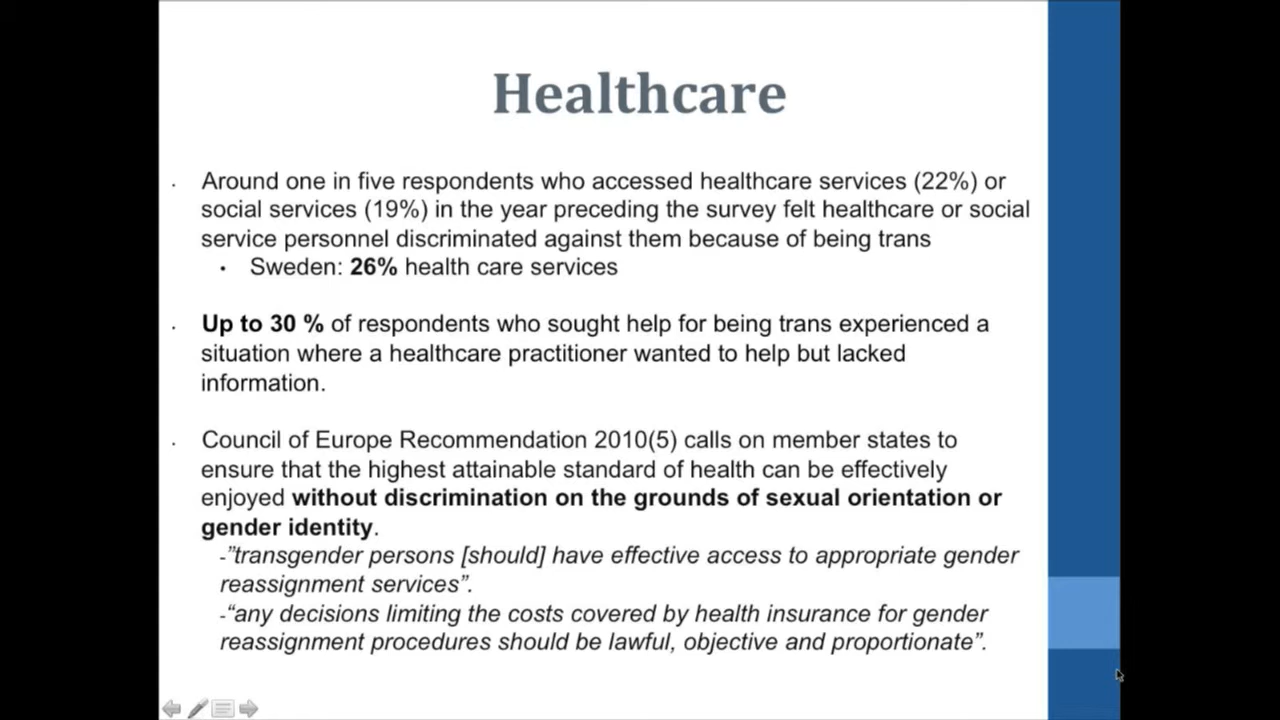 Healthcare
· Around one in five respondents who accessed healthcare services (22%) or
social services (19%) in the year preceding the survey felt healthcare or social
service personnel discriminated against them because of being trans
• Sweden: 26% health care services
· Up to 30 % of respondents who sought help for being trans experienced a
situation where a healthcare practitioner wanted to help but lacked
information.
· Council of Europe Recommendation 2010(5) calls on member states to
ensure that the highest attainable standard of health can be effectively
enjoyed without discrimination on the grounds of sexual orientation or
gender identity.
-”transgender persons [should] have effective access to appropriate gender
reassignment services”.
-“any decisions limiting the costs covered by health insurance for gender
reassignment procedures should be lawful, objective and proportionate”.